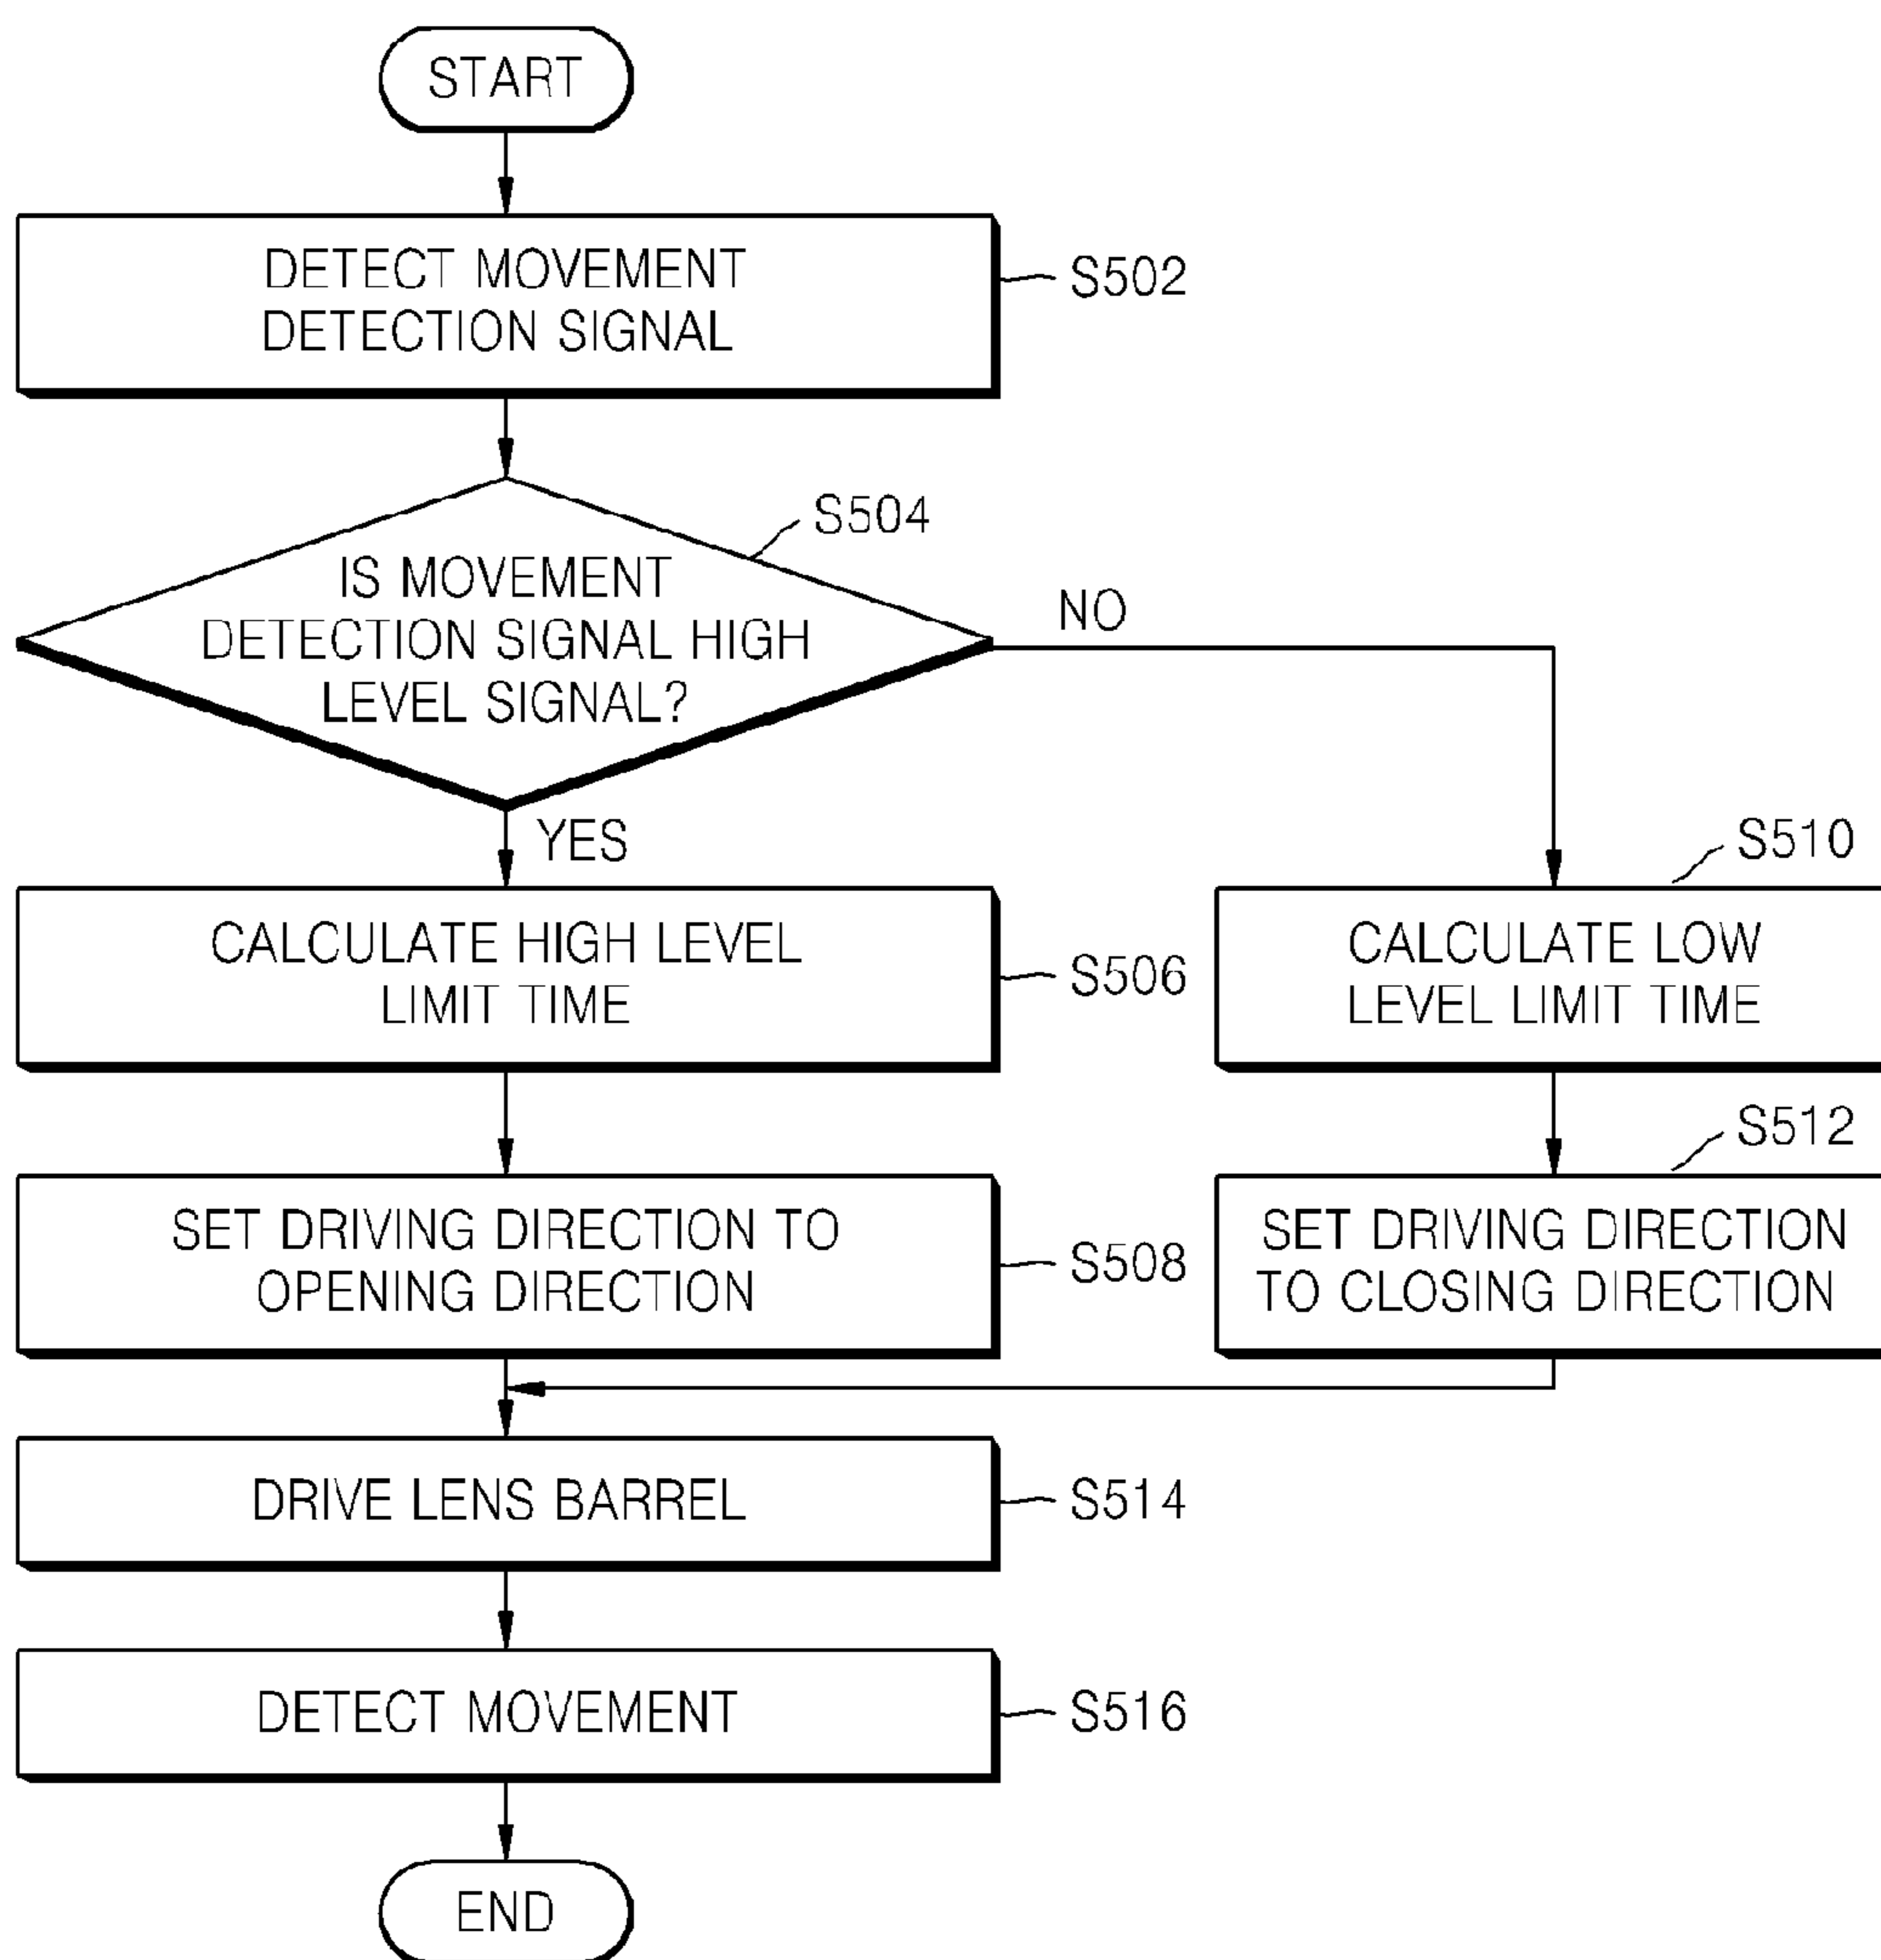 START
DETECT MOVEMENT
DETECTION SIGNAL
S502
S504
IS MOVEMENT
DETECTION SIGNAL HIGH
LEVEL SIGNAL?
NO
YES
CALCULATE HIGH LEVEL
LIMIT TIME
S506
S510
CALCULATE LOW
LEVEL LIMIT TIME
SET DRIVING DIRECTION TO
OPENING DIRECTION
S508
S512
SET DRIVING DIRECTION
TO CLOSING DIRECTION
DRIVE LENS BARREL
S514
DETECT MOVEMENT
S516
END